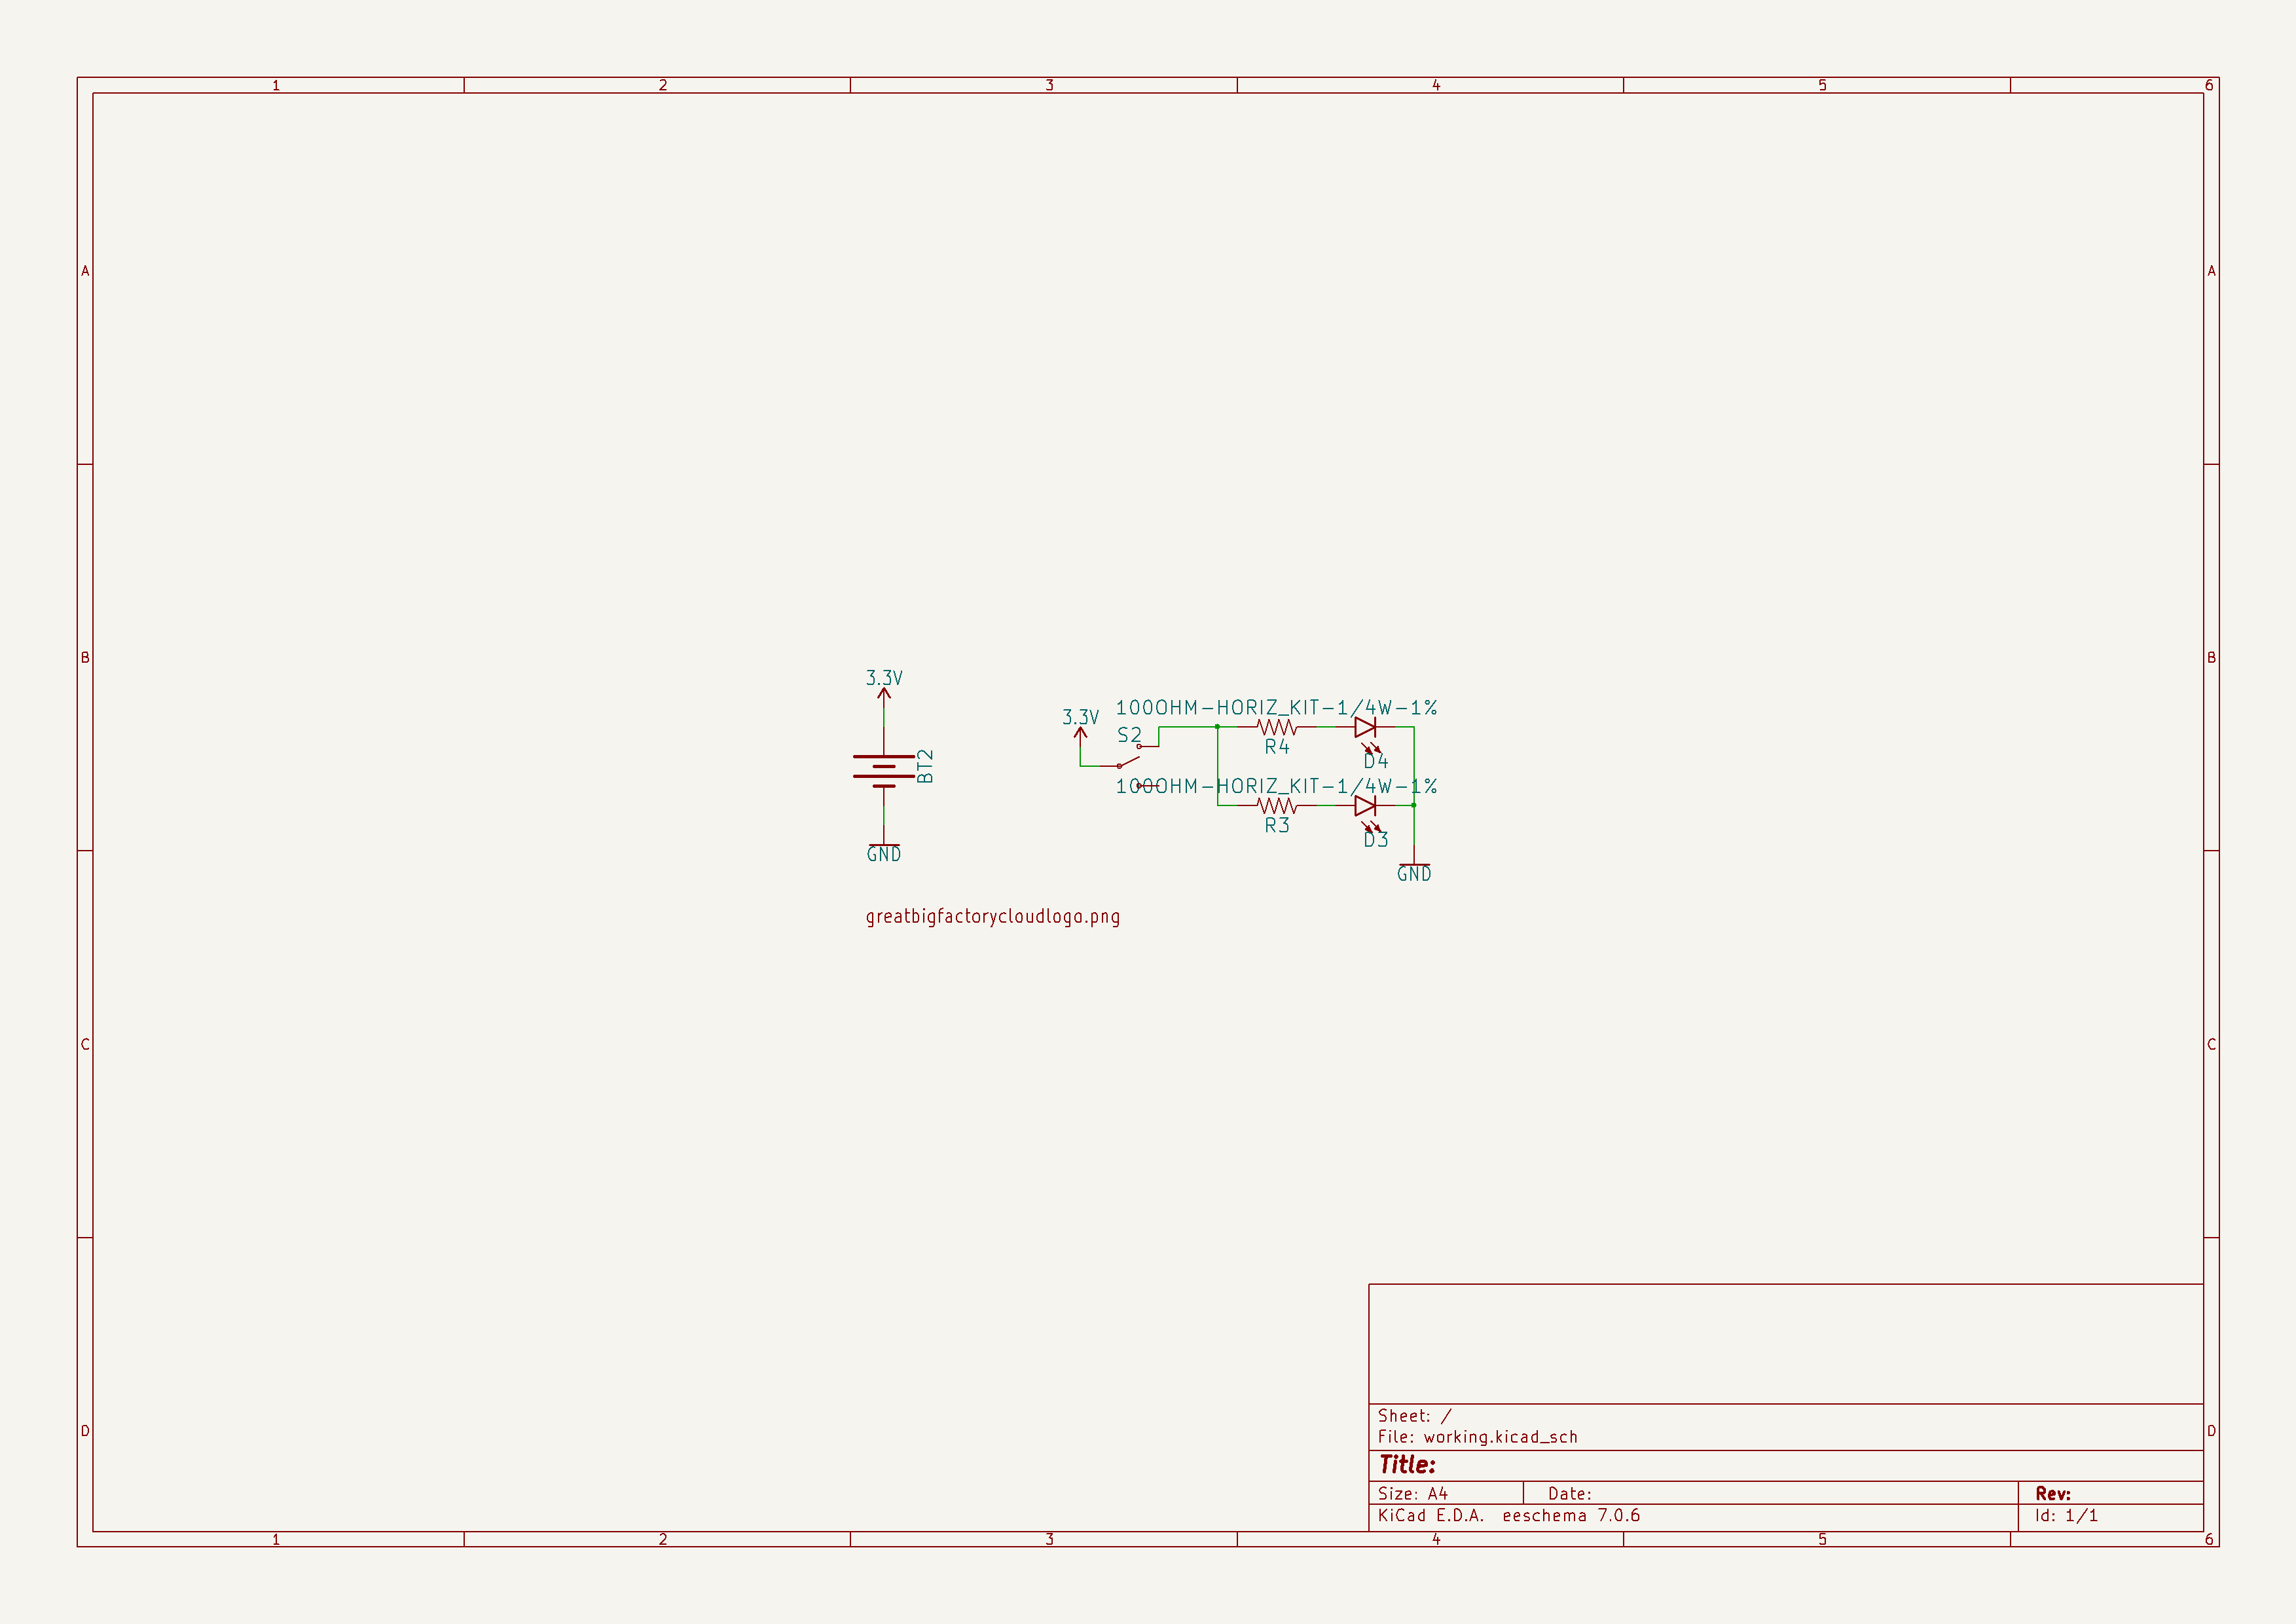 1 2 3 4 5 6
A A
B B
3.3V
BT2
GND
3.3V
S2
100OHM-HORIZ_KIT-1/4W-1%
R4
D4
100OHM-HORIZ_KIT-1/4W-1%
R3
D3
GND
greatbigfactorycloudlogo.png
C C
D D
Sheet: /
File: working.kicad_sch
Title:
Size: A4 Date: Rev:
KiCad E.D.A. eeschema 7.0.6 Id: 1/1
1 2 3 4 5 6